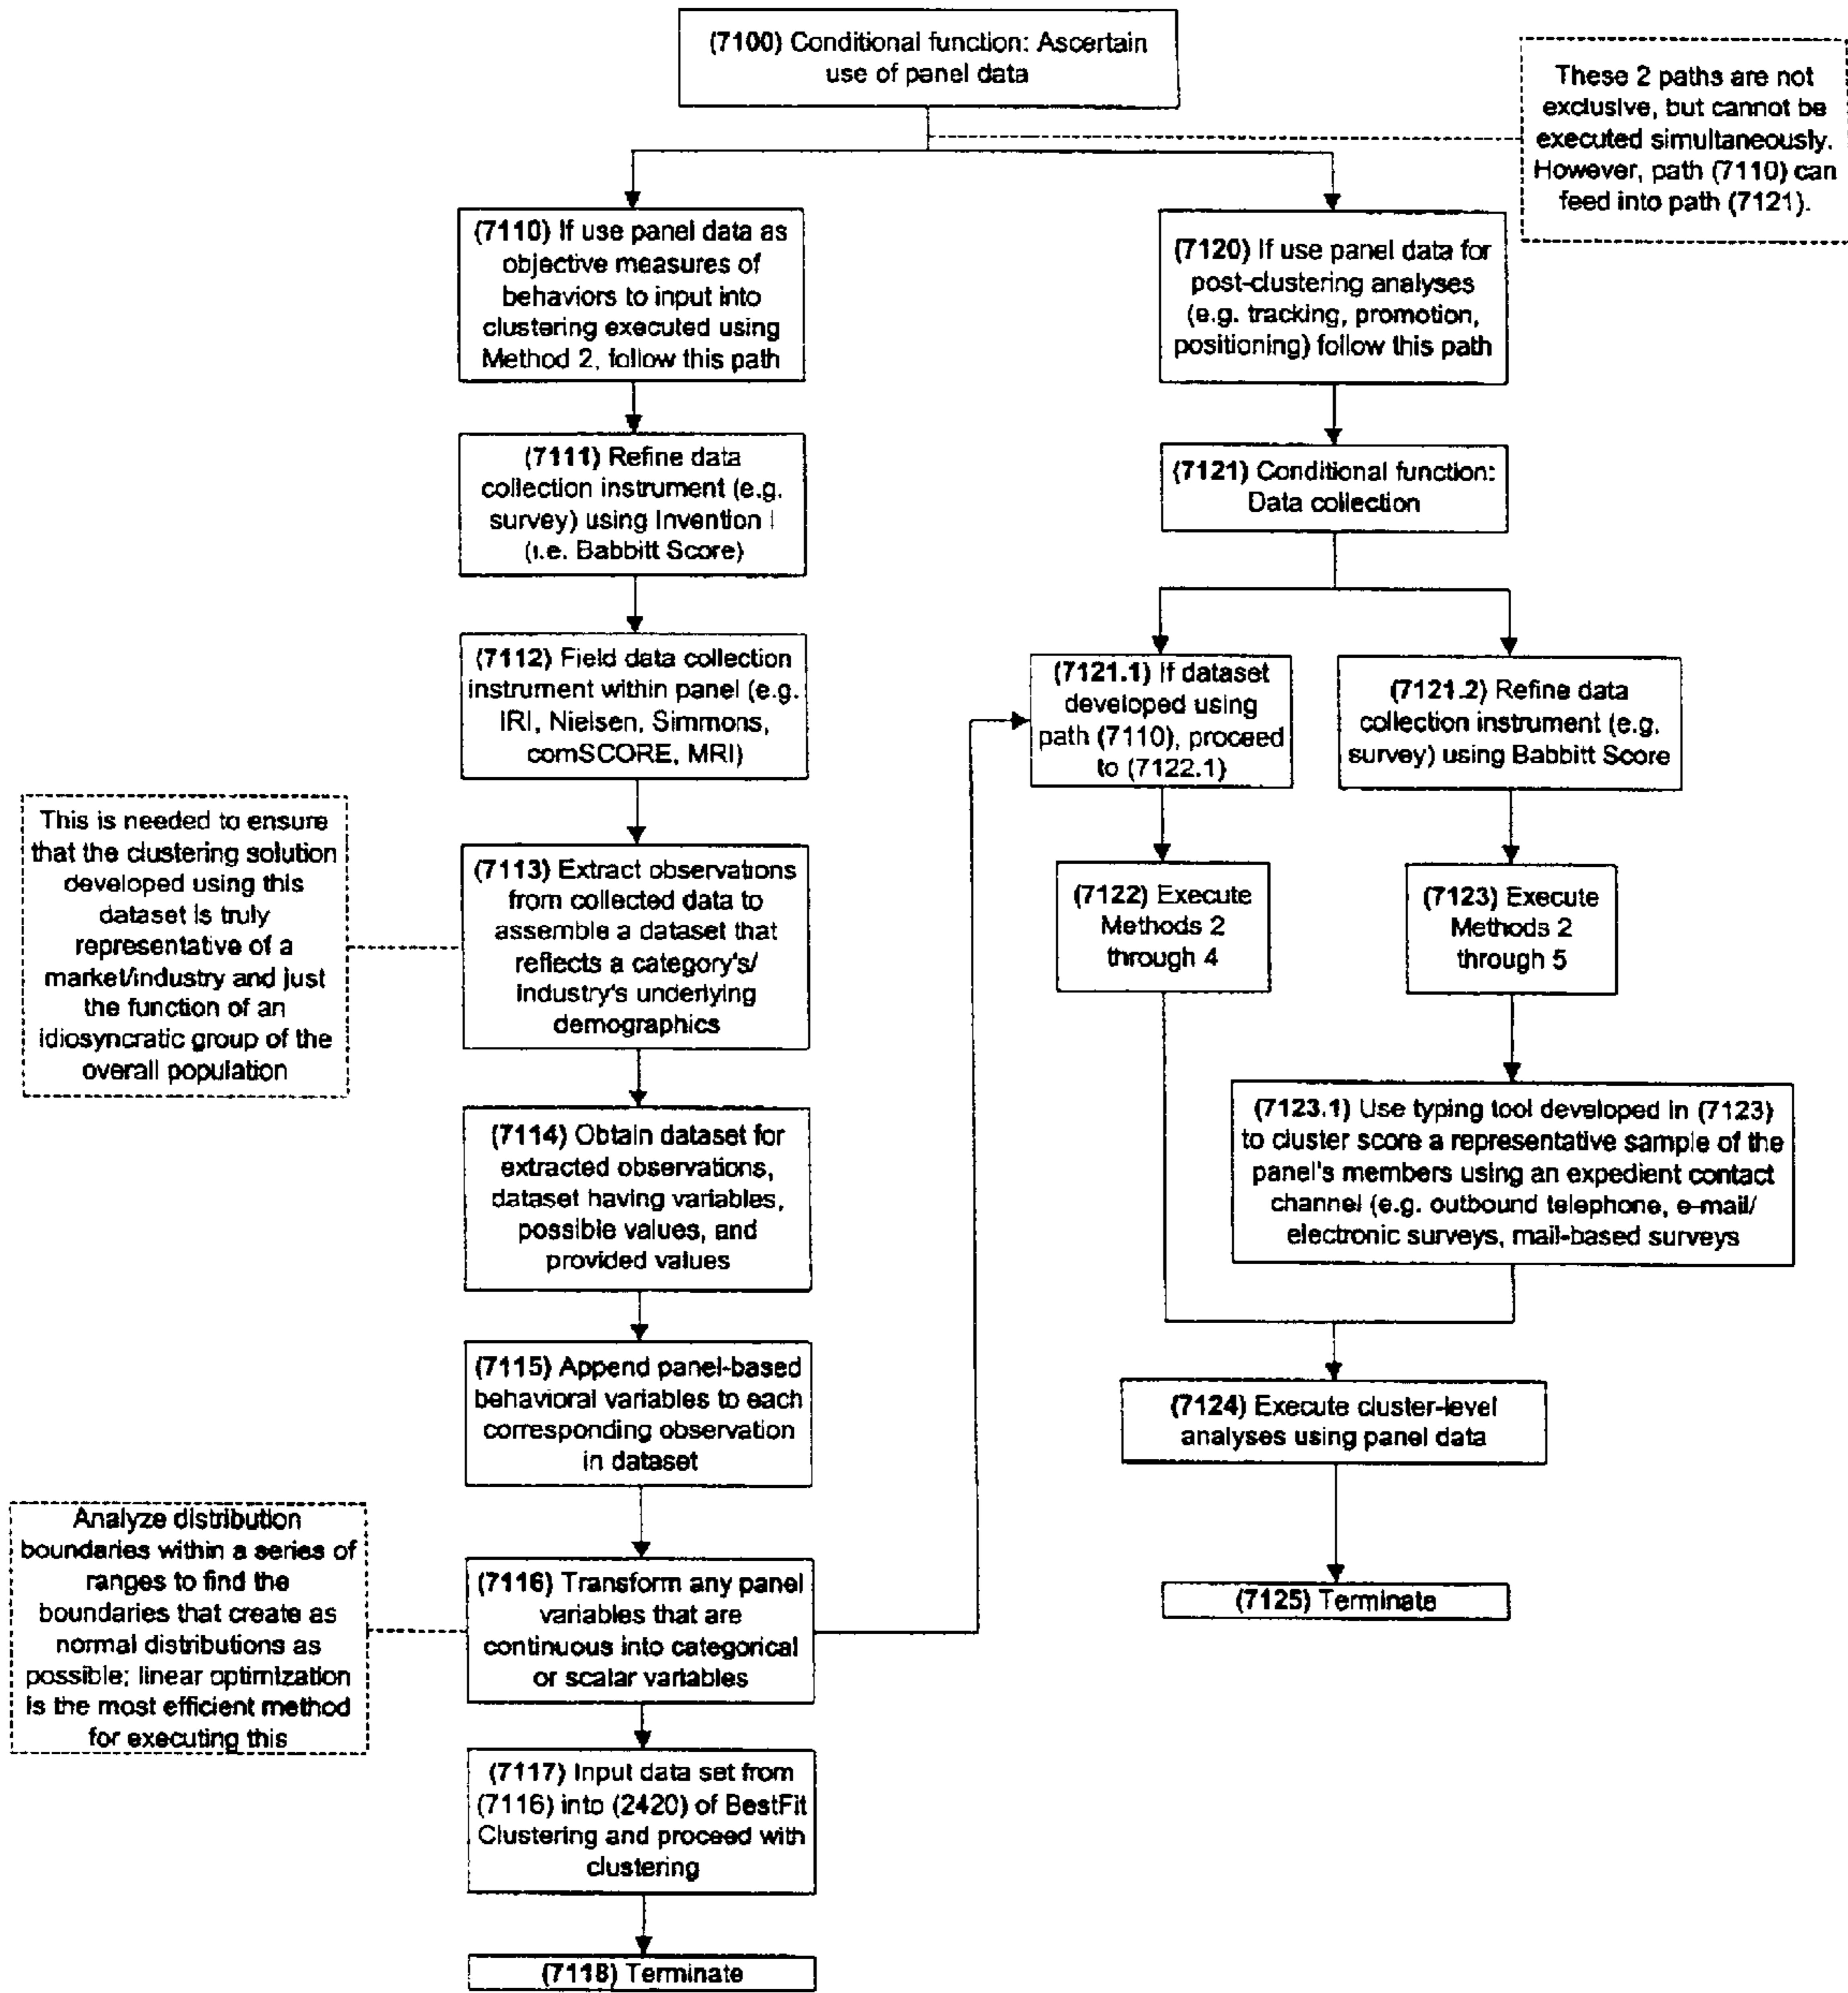 (7100) Conditional function: Ascertain
use of panel data
These 2 paths are not
exclusive, but cannot be
executed simultaneously.
However, path (7110) can
feed into path (7121).
(7110) If use panel data as
objective measures of
behaviors to input into
clustering executed using
Method 2, follow this path
(7120) If use panel data for
post-clustering analyses
(e.g. tracking, promotion,
positioning) follow this path
(7111) Refine data
collection instrument (e.g.
survey) using Invention I
(i.e. Babbitt Score)
(7121) Conditional function:
Data collection
(7112) Field data collection
instrument within panel (e.g.
IRI, Nielsen, Simmons,
comSCORE, MRI)
(7121.1) If dataset
developed using
path (7110), proceed
to (7122.1)
(7121.2) Refine data
collection instrument (e.g.
survey) using Babbitt Score
This is needed to ensure
that the clustering solution
developed using this
dataset is truly
representative of a
market/industry and just
the function of an
idiosyncratic group of the
overall population
(7113) Extract observations
from collected data to
assemble a dataset that
reflects a category's/
industry's underlying
demographics
(7122) Execute
Methods 2
through 4
(7123) Execute
Methods 2
through 5
(7114) Obtain dataset for
extracted observations,
dataset having variables,
possible values, and
provided values
(7123.1) Use typing tool developed in (7123)
to cluster score a representative sample of the
panel's members using an expedient contact
channel (e.g. outbound telephone, e-mail/
electronic surveys, mail-based surveys
(7115) Append panel-based
behavioral variables to each
corresponding observation
in dataset
(7124) Execute cluster-level
analyses using panel data
Analyze distribution
boundaries within a series of
ranges to find the
boundaries that create as
normal distributions as
possible; linear optimization
is the most efficient method
for executing this
(7116) Transform any panel
variables that are
continuous into categorical
or scalar variables
(7125) Terminate
(7117) Input data set from
(7116) into (2420) of BestFit
Clustering and proceed with
clustering
(7118) Terminate